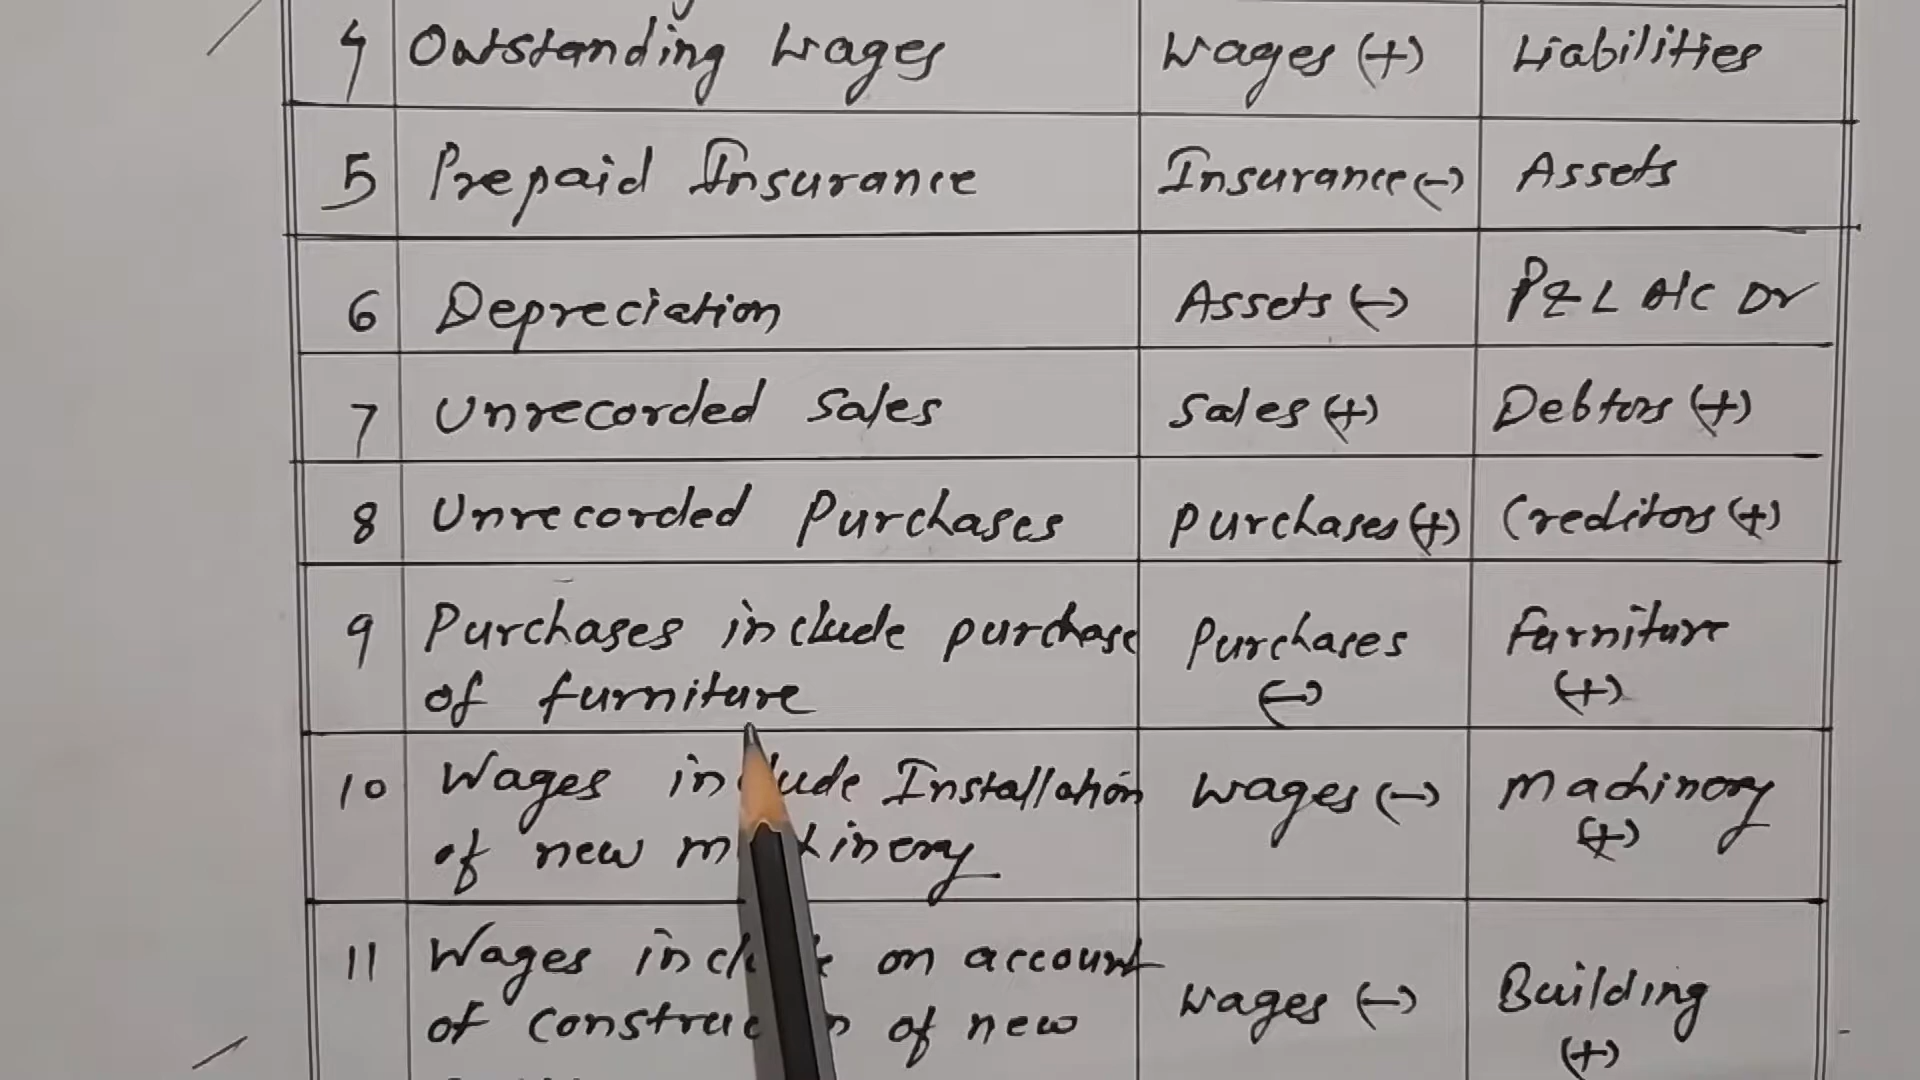 4 Outstanding wages wages (+) Liabilities
5 Prepaid Insurance Insurance (-) Assets
6 Depreciation Assets (-) P&L A/C Dr
7 Unrecorded Sales Sales (+) Debtors (+)
8 Unrecorded Purchases Purchases (+) Creditors (+)
9 Purchases include purchase Purchases Furniture
of furniture (-) (+)
10 Wages include Installation wages (-) Machinery
of new machinery (+)
11 Wages include on account
of construction of new wages (-) Building
(+)